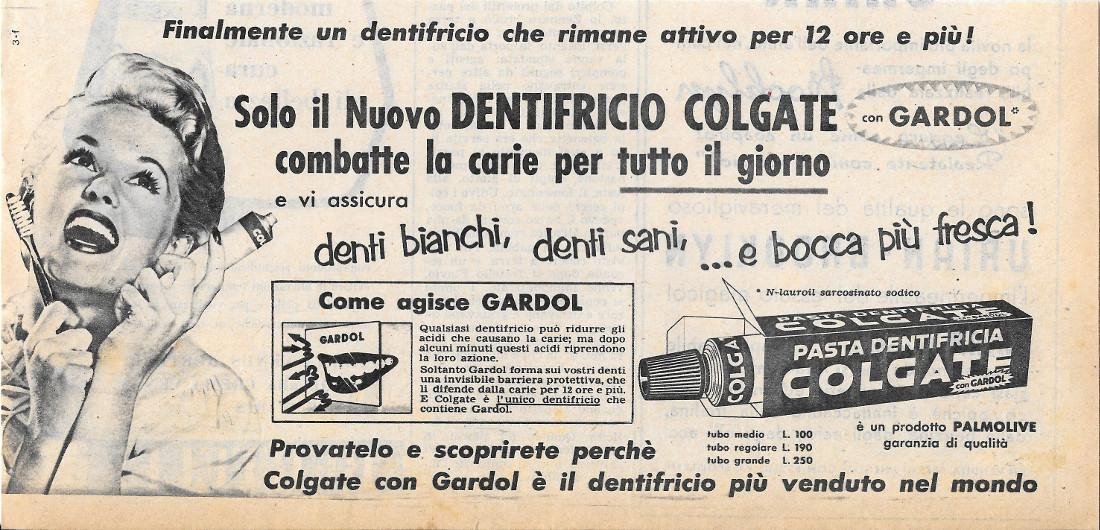 3-f
Finalmente un dentifricio che rimane attivo per 12 ore e più!
Solo il Nuovo DENTIFRICIO COLGATE con GARDOL*
combatte la carie per tutto il giorno
e vi assicura
denti bianchi, denti sani, ...e bocca più fresca!
Come agisce GARDOL
GARDOL
Qualsiasi dentifricio può ridurre gli
acidi che causano la carie; ma dopo
alcuni minuti questi acidi riprendono
la loro azione.
Soltanto Gardol forma sui vostri denti
una invisibile barriera protettiva, che
li difende dalla carie per 12 ore e più.
E Colgate è l'unico dentifricio che
contiene Gardol.
* N-lauroil sarcosinato sodico
PASTA DENTIFRICIA
COLGATE
COLGA
PASTA DENTIFRICIA
COLGATE
con GARDOL
tubo medio L. 100
tubo regolare L. 190
tubo grande L. 250
è un prodotto PALMOLIVE
garanzia di qualità
Provatelo e scoprirete perchè
Colgate con Gardol è il dentifricio più venduto nel mondo